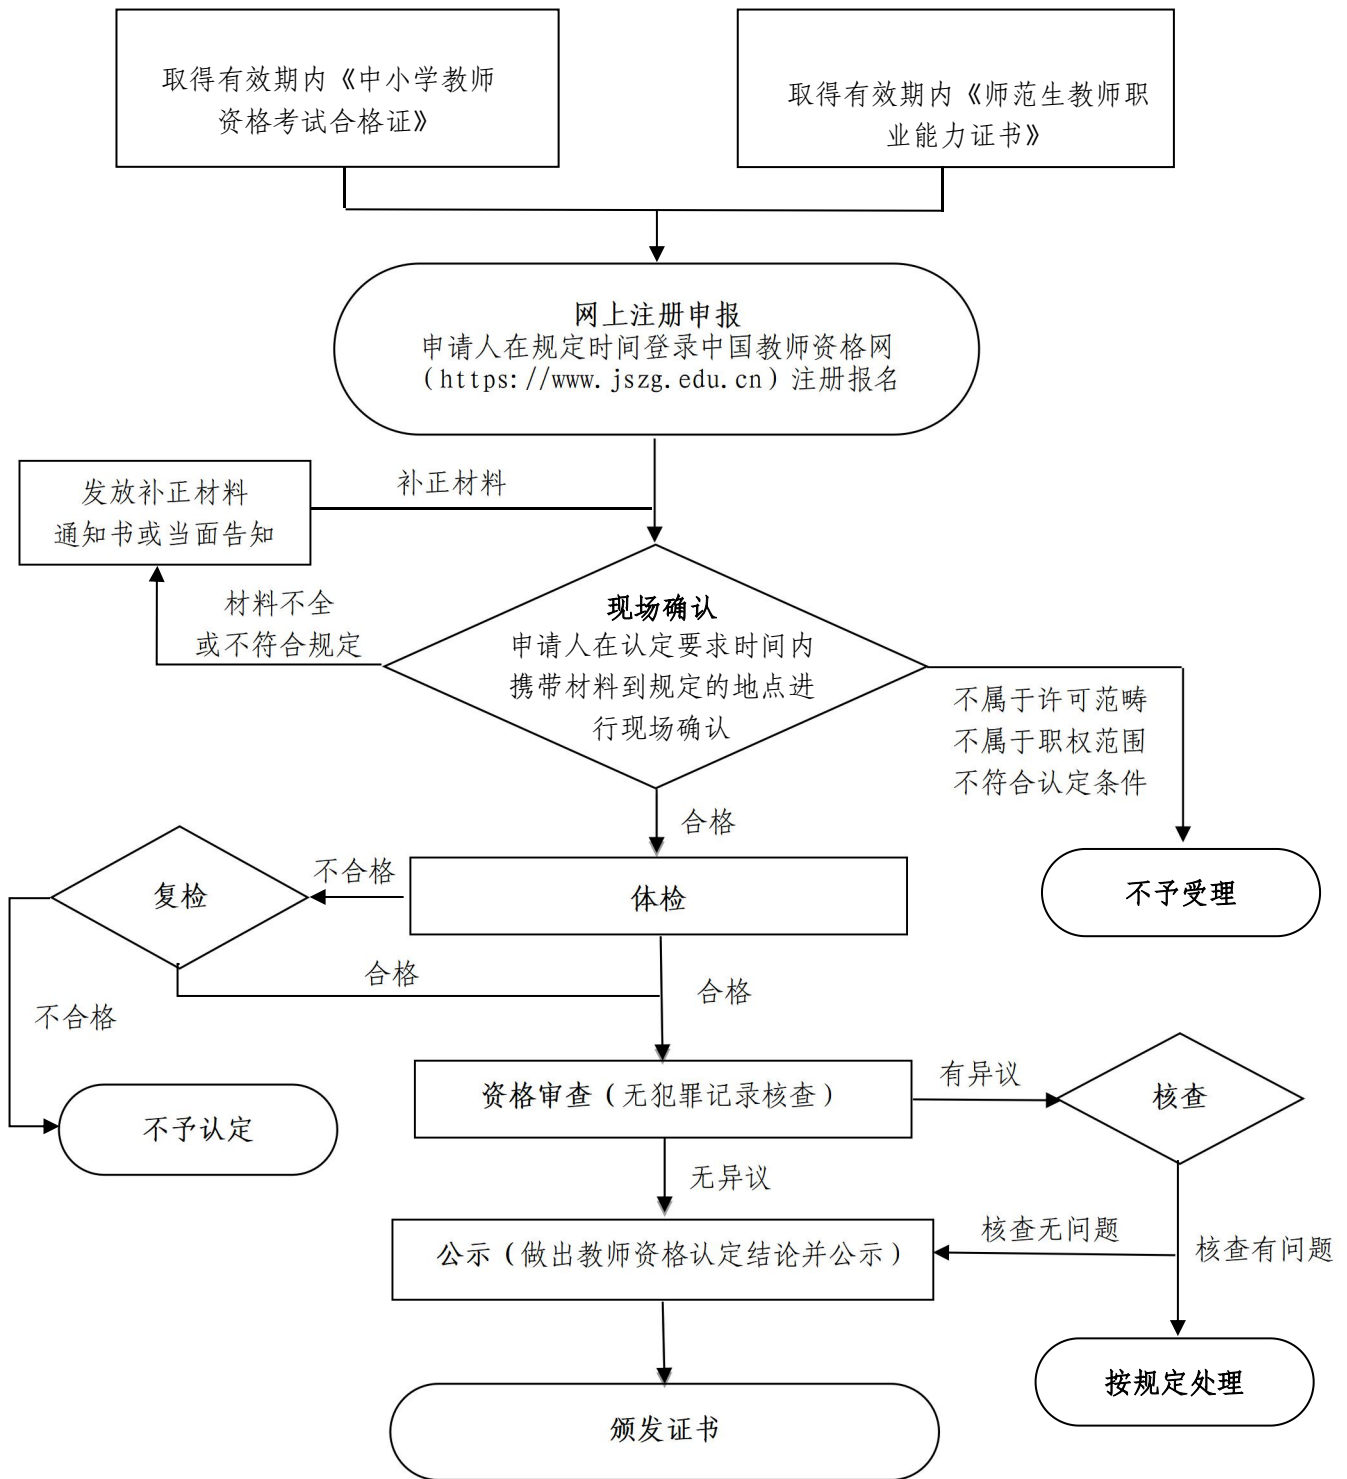 取得有效期内《中小学教师
资格考试合格证》
取得有效期内《师范生教师职
业能力证书》
网上注册申报
申请人在规定时间登录中国教师资格网
(https://www.jszg.edu.cn)注册报名
发放补正材料
通知书或当面告知
补正材料
材料不全
或不符合规定
现场确认
申请人在认定要求时间内
携带材料到规定的地点进
行现场确认
不属于许可范畴
不属于职权范围
不符合认定条件
合格
不予受理
复检
不合格
体检
合格
合格
不合格
不予认定
资格审查(无犯罪记录核查)
有异议
核查
无异议
公示(做出教师资格认定结论并公示)
核查无问题
核查有问题
按规定处理
颁发证书